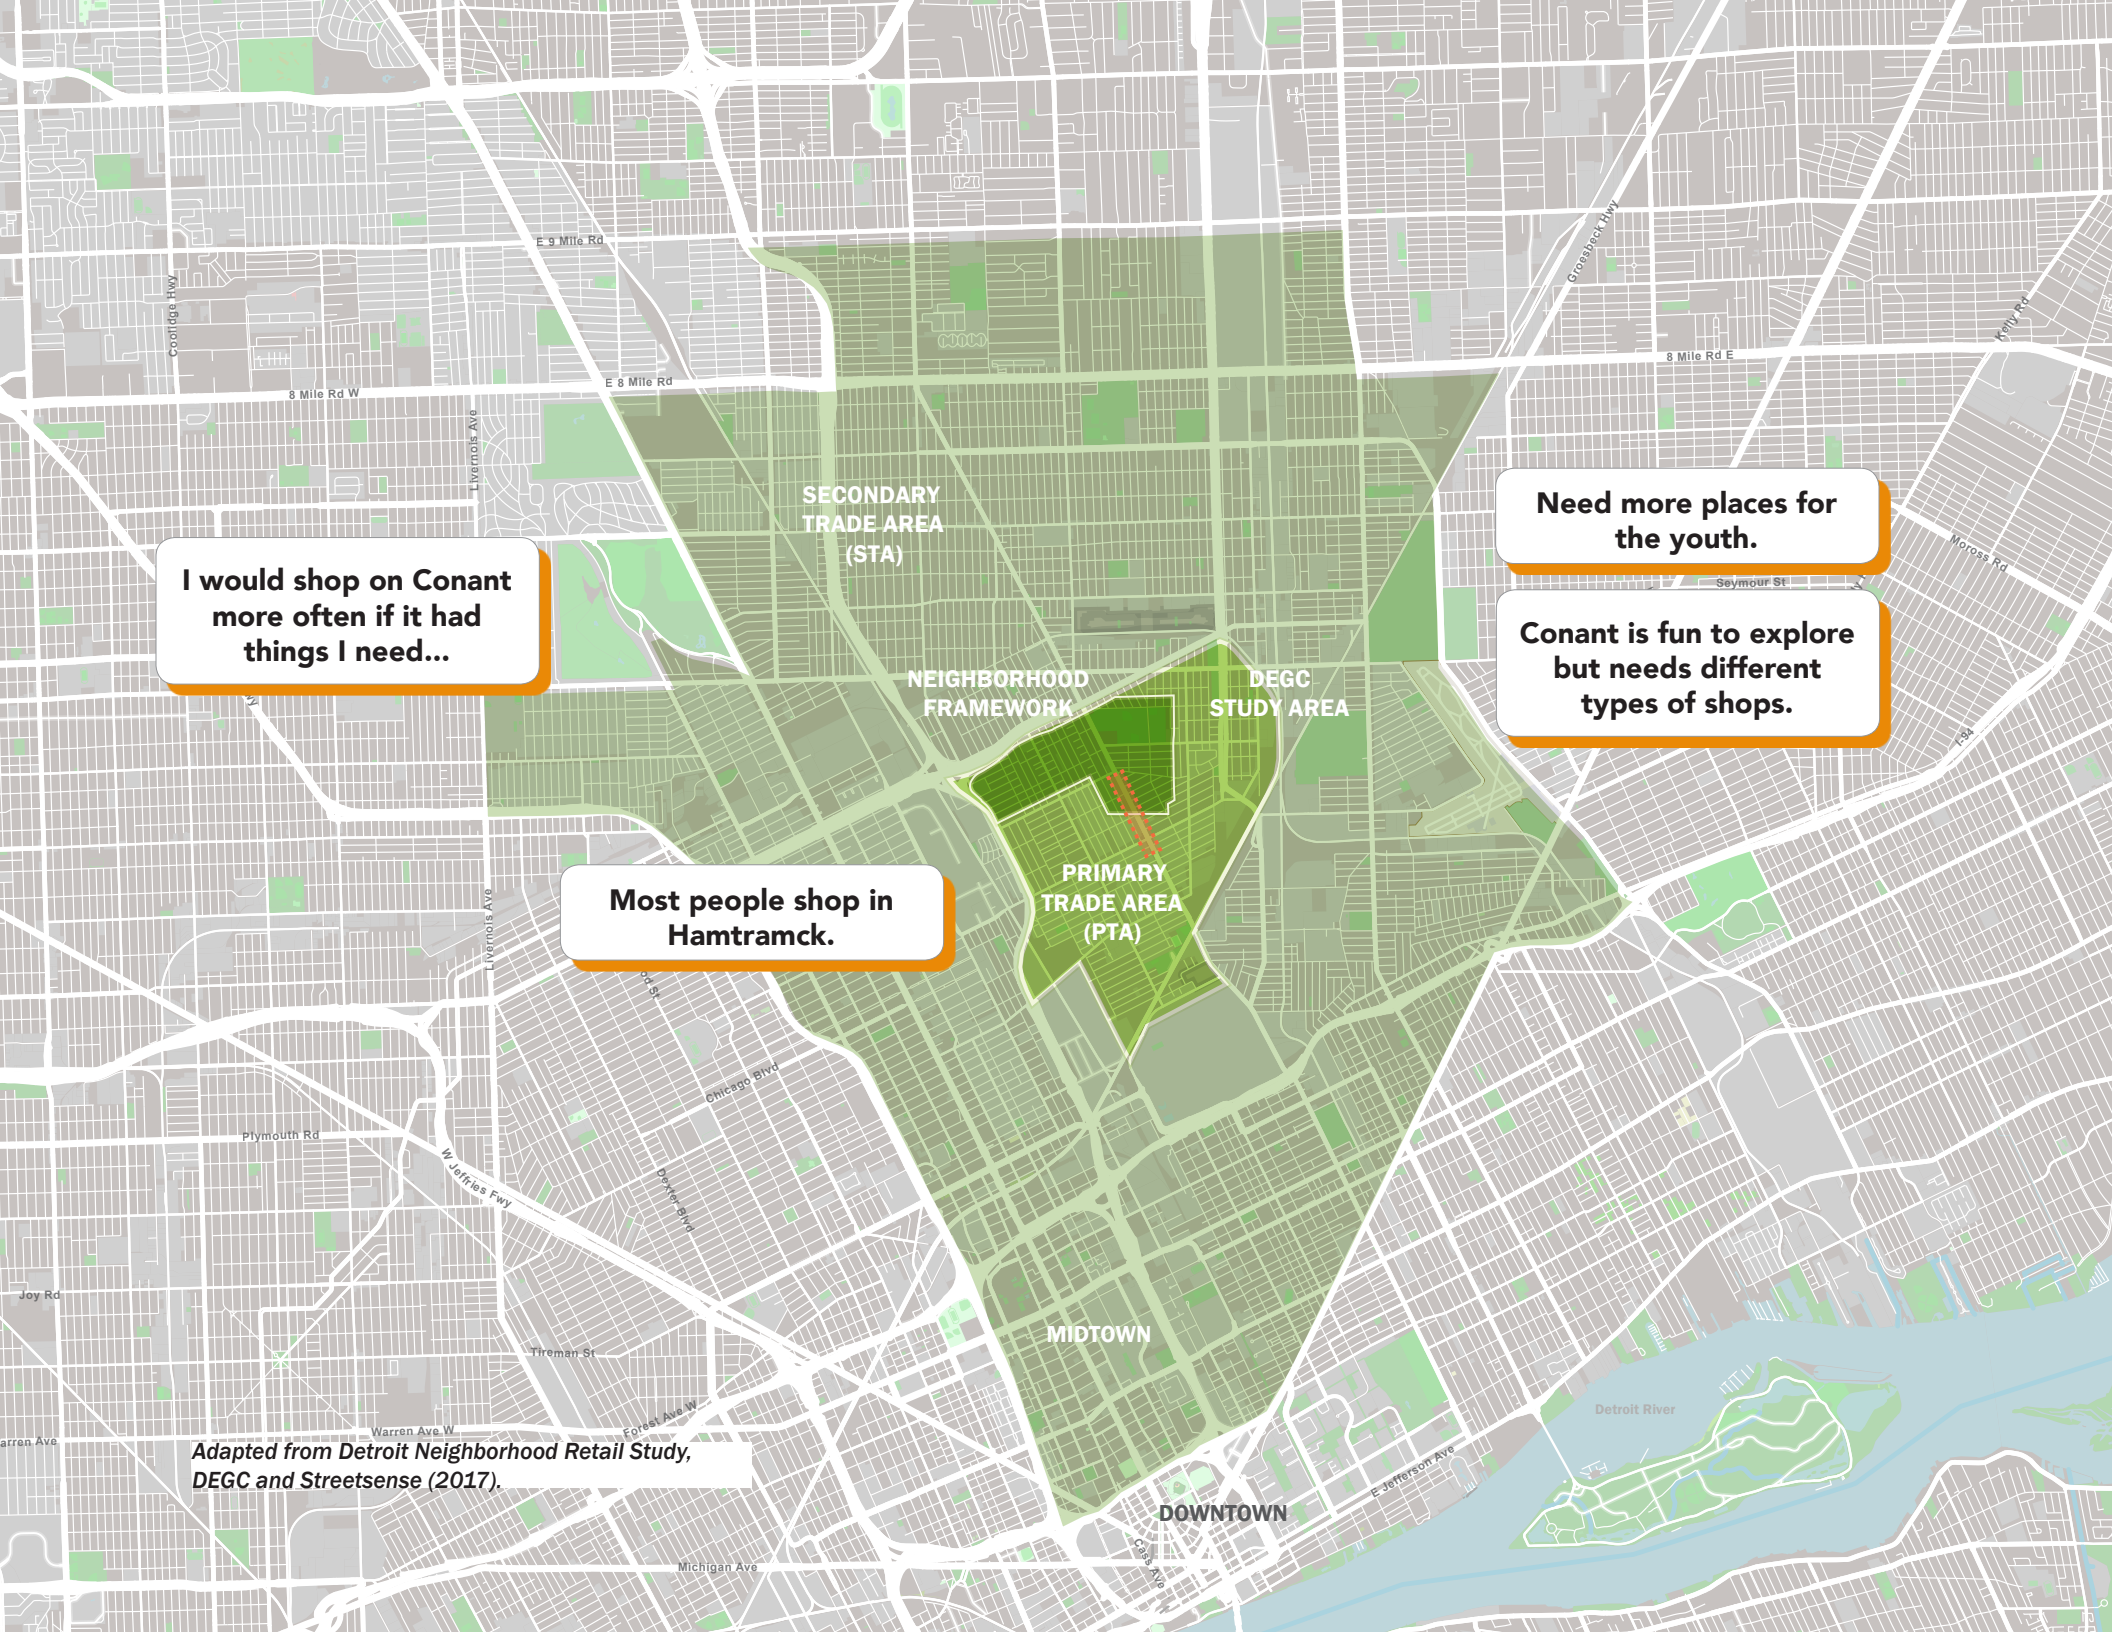 E 9 Mile Rd
Groesbeck Hwy
Coolidge Hwy
Kelly Rd
8 Mile Rd E
E 8 Mile Rd
8 Mile Rd W
Livernois Ave
SECONDARY
TRADE AREA
(STA)
Need more places for
the youth.
Moross Rd
Seymour St
I would shop on Conant
more often if it had
things I need...
Conant is fun to explore
but needs different
types of shops.
NEIGHBORHOOD
FRAMEWORK
DEGC
STUDY AREA
I-94
PRIMARY
TRADE AREA
(PTA)
Most people shop in
Hamtramck.
Livernois Ave
od St
Chicago Blvd
Plymouth Rd
W Jeffries Fwy
Dexter Blvd
Joy Rd
MIDTOWN
Tireman St
Detroit River
Forest Ave W
Warren Ave W
arren Ave
Adapted from Detroit Neighborhood Retail Study,
DEGC and Streetsense (2017).
E Jefferson Ave
DOWNTOWN
Cass Ave
Michigan Ave